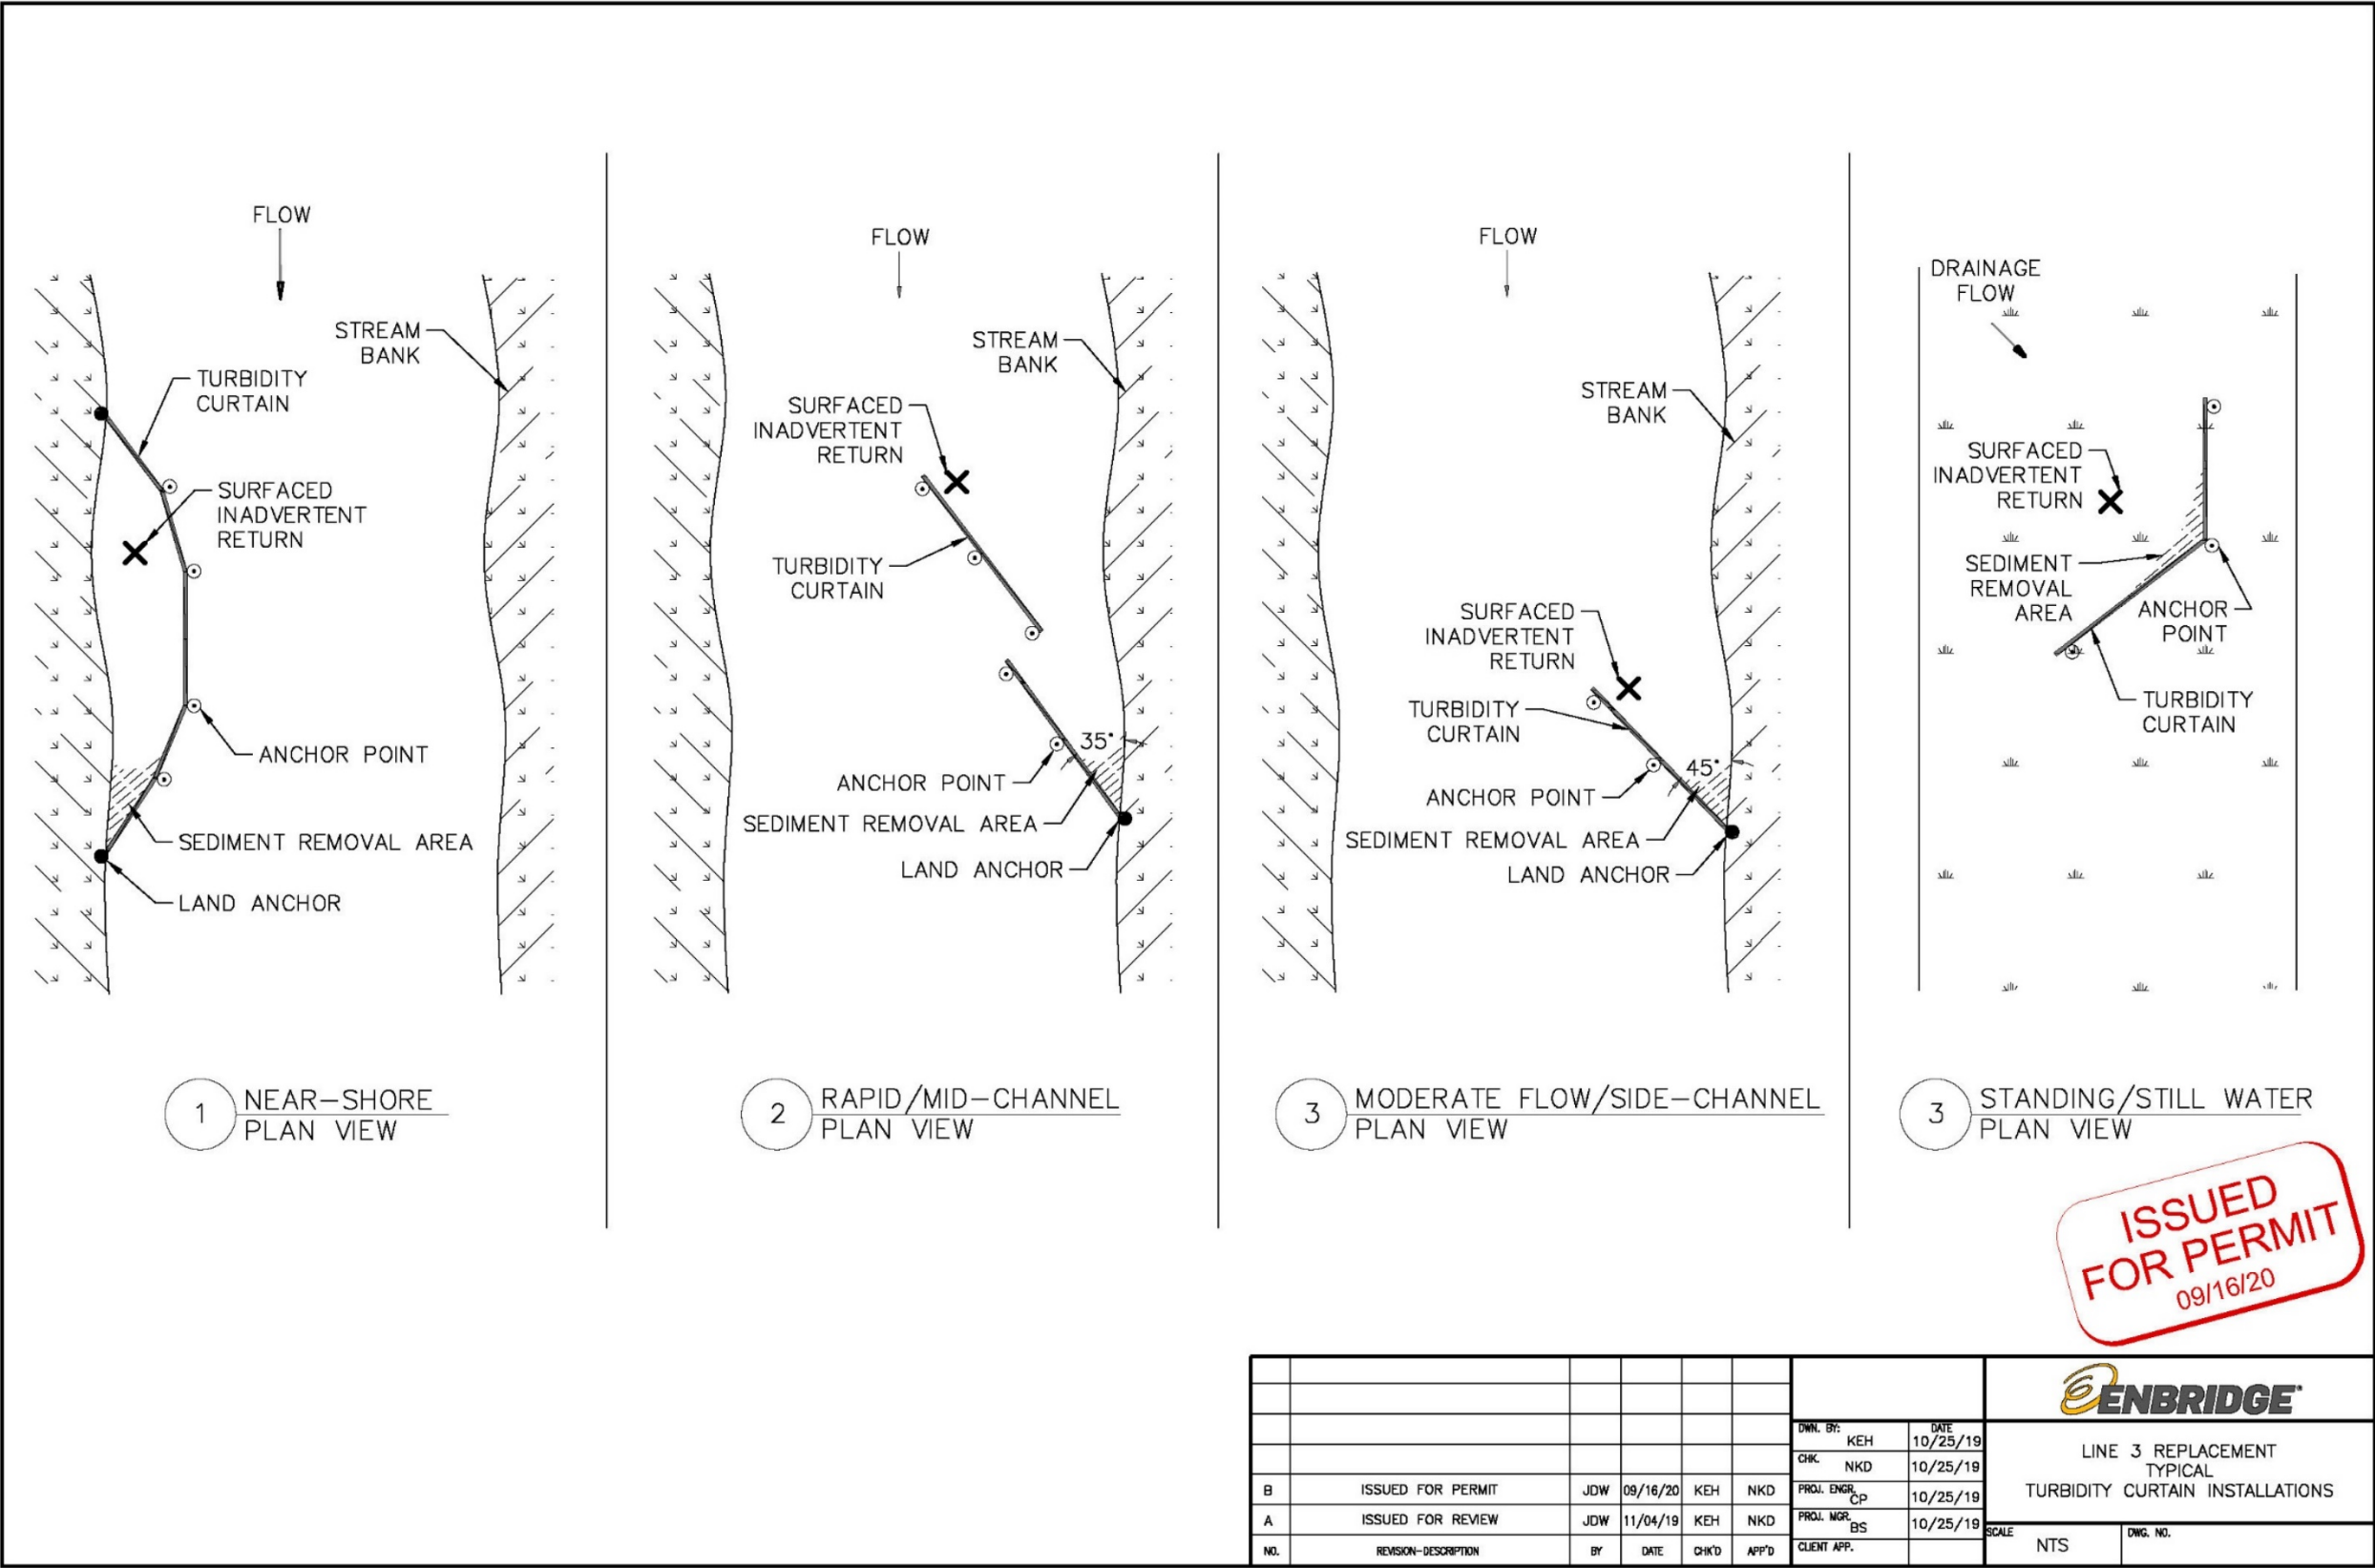 FLOW
STREAM
BANK
TURBIDITY
CURTAIN
SURFACED
INADVERTENT
RETURN
ANCHOR POINT
SEDIMENT REMOVAL AREA
LAND ANCHOR
1
NEAR-SHORE
PLAN VIEW
FLOW
STREAM
BANK
SURFACED
INADVERTENT
RETURN
TURBIDITY
CURTAIN
35°
ANCHOR POINT
SEDIMENT REMOVAL AREA
LAND ANCHOR
2
RAPID/MID-CHANNEL
PLAN VIEW
FLOW
STREAM
BANK
SURFACED
INADVERTENT
RETURN
TURBIDITY
CURTAIN
45°
ANCHOR POINT
SEDIMENT REMOVAL AREA
LAND ANCHOR
3
MODERATE FLOW/SIDE-CHANNEL
PLAN VIEW
DRAINAGE
FLOW
SURFACED
INADVERTENT
RETURN
SEDIMENT
REMOVAL
AREA
ANCHOR
POINT
TURBIDITY
CURTAIN
3
STANDING/STILL WATER
PLAN VIEW
ISSUED
FOR PERMIT
09/16/20
B ISSUED FOR PERMIT JDW 09/16/20 KEH NKD
A ISSUED FOR REVIEW JDW 11/04/19 KEH NKD
NO. REVISION-DESCRIPTION BY DATE CHK'D APP'D
DWN. BY: KEH DATE 10/25/19
CHK. NKD 10/25/19
PROJ. ENGR. CP 10/25/19
PROJ. MGR. BS 10/25/19
CLIENT APP.
ENBRIDGE®
LINE 3 REPLACEMENT
TYPICAL
TURBIDITY CURTAIN INSTALLATIONS
SCALE NTS DWG. NO.